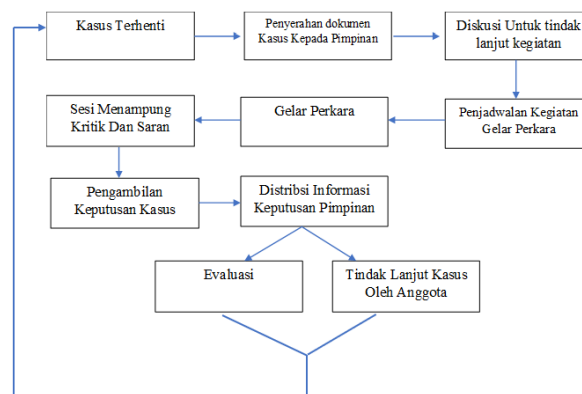 Kasus Terhenti
Penyerahan dokumen
Kasus Kepada Pimpinan
Diskusi Untuk tindak
lanjut kegiatan
Penjadwalan Kegiatan
Gelar Perkara
Gelar Perkara
Sesi Menampung
Kritik Dan Saran
Pengambilan
Keputusan Kasus
Distribsi Informasi
Keputusan Pimpinan
Evaluasi
Tindak Lanjut Kasus
Oleh Anggota